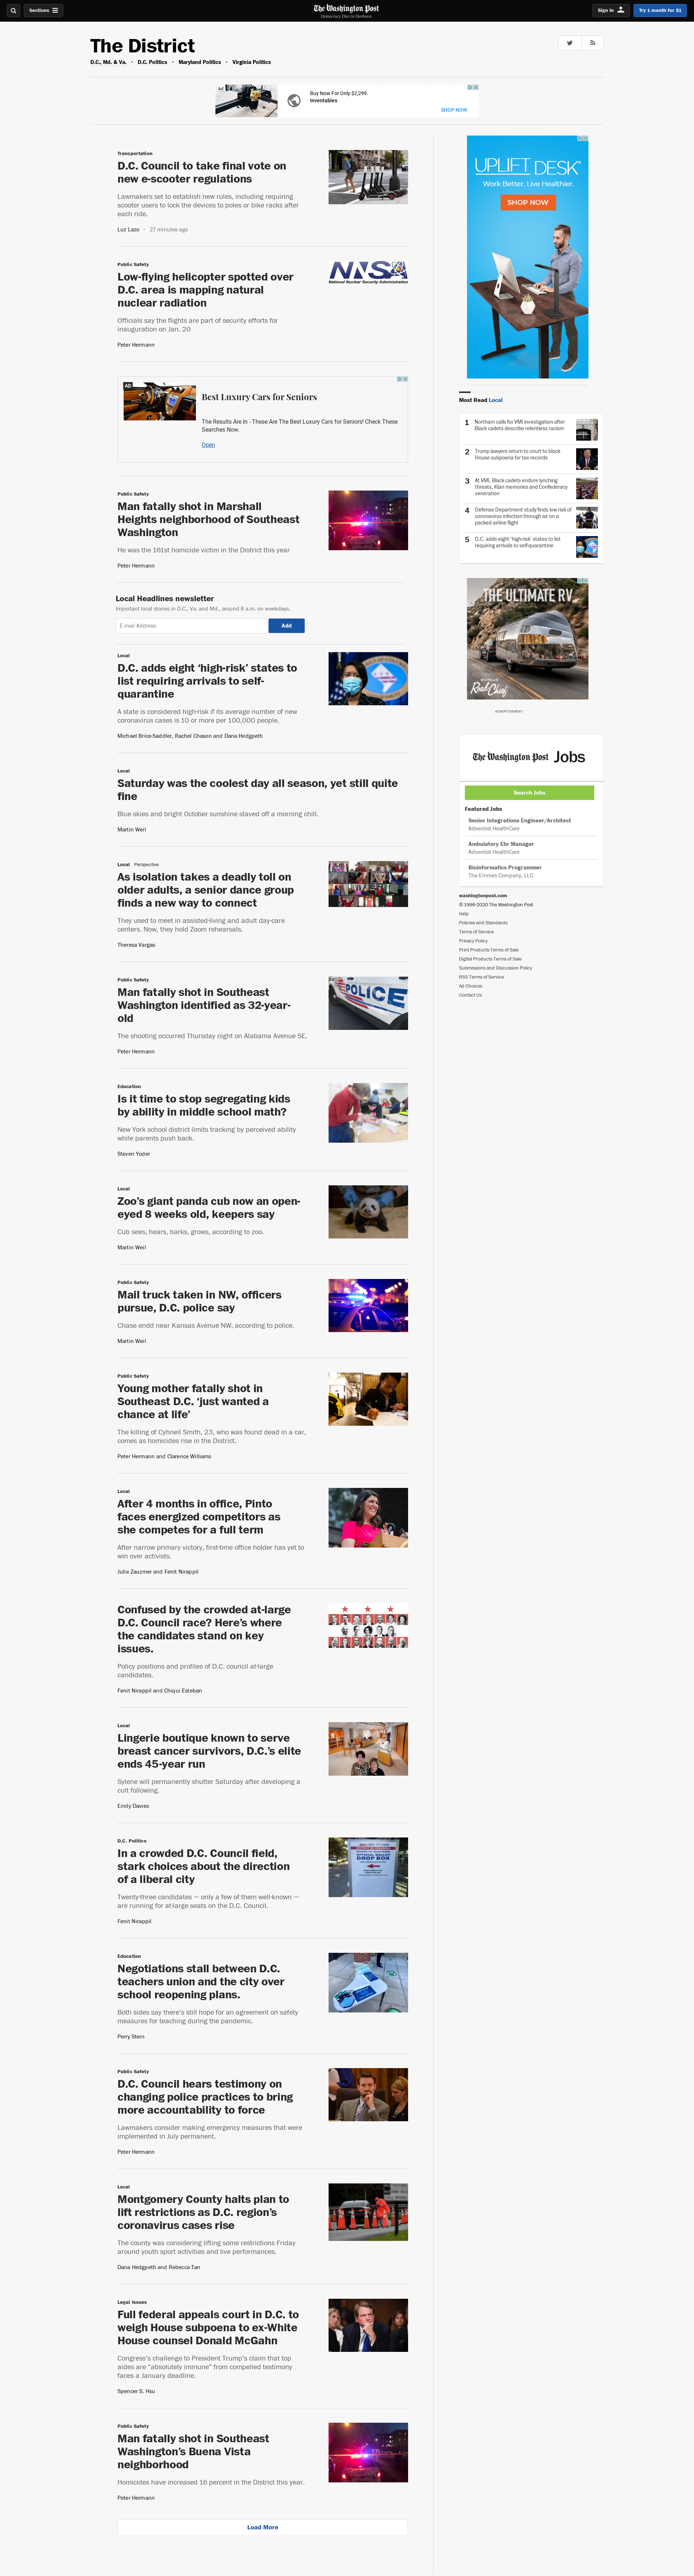 Sections
The Washington Post
Democracy Dies in Darkness
Sign In
Try 1 month for $1
The District
D.C., Md. & Va.
D.C. Politics
Maryland Politics
Virginia Politics
Ad
Buy Now For Only $2,299.
Inventables
SHOP NOW
Transportation
D.C. Council to take final vote on
new e-scooter regulations
Lawmakers set to establish new rules, including requiring
scooter users to lock the devices to poles or bike racks after
each ride.
Luz Lazo • 27 minutes ago
Public Safety
Low-flying helicopter spotted over
D.C. area is mapping natural
nuclear radiation
Officials say the flights are part of security efforts for
inauguration on Jan. 20
Peter Hermann
National Nuclear Security Administration
AD
Best Luxury Cars for Seniors
The Results Are In - These Are The Best Luxury Cars for Seniors! Check These
Searches Now.
Open
Public Safety
Man fatally shot in Marshall
Heights neighborhood of Southeast
Washington
He was the 161st homicide victim in the District this year
Peter Hermann
Local Headlines newsletter
Important local stories in D.C., Va. and Md., around 8 a.m. on weekdays.
E-mail Address
Add
Local
D.C. adds eight ‘high-risk’ states to
list requiring arrivals to self-
quarantine
A state is considered high-risk if its average number of new
coronavirus cases is 10 or more per 100,000 people.
Michael Brice-Saddler, Rachel Chason and Dana Hedgpeth
Local
Saturday was the coolest day all season, yet still quite
fine
Blue skies and bright October sunshine staved off a morning chill.
Martin Weil
Local Perspective
As isolation takes a deadly toll on
older adults, a senior dance group
finds a new way to connect
They used to meet in assisted-living and adult day-care
centers. Now, they hold Zoom rehearsals.
Theresa Vargas
Public Safety
Man fatally shot in Southeast
Washington identified as 32-year-
old
The shooting occurred Thursday night on Alabama Avenue SE.
Peter Hermann
POLICE
Education
Is it time to stop segregating kids
by ability in middle school math?
New York school district limits tracking by perceived ability
while parents push back.
Steven Yoder
Local
Zoo’s giant panda cub now an open-
eyed 8 weeks old, keepers say
Cub sees, hears, barks, grows, according to zoo.
Martin Weil
Public Safety
Mail truck taken in NW, officers
pursue, D.C. police say
Chase endd near Kansas Avenue NW, according to police.
Martin Weil
Public Safety
Young mother fatally shot in
Southeast D.C. ‘just wanted a
chance at life’
The killing of Cyhneil Smith, 23, who was found dead in a car,
comes as homicides rise in the District.
Peter Hermann and Clarence Williams
Local
After 4 months in office, Pinto
faces energized competitors as
she competes for a full term
After narrow primary victory, first-time office holder has yet to
win over activists.
Julie Zauzmer and Fenit Nirappil
Confused by the crowded at-large
D.C. Council race? Here’s where
the candidates stand on key
issues.
Policy positions and profiles of D.C. council at-large
candidates.
Fenit Nirappil and Chiqui Esteban
Local
Lingerie boutique known to serve
breast cancer survivors, D.C.’s elite
ends 45-year run
Sylene will permanently shutter Saturday after developing a
cult following.
Emily Davies
D.C. Politics
In a crowded D.C. Council field,
stark choices about the direction
of a liberal city
Twenty-three candidates — only a few of them well-known —
are running for at-large seats on the D.C. Council.
Fenit Nirappil
OFFICIAL BALLOT
DROP BOX
Education
Negotiations stall between D.C.
teachers union and the city over
school reopening plans.
Both sides say there’s still hope for an agreement on safety
measures for teaching during the pandemic.
Perry Stein
Public Safety
D.C. Council hears testimony on
changing police practices to bring
more accountability to force
Lawmakers consider making emergency measures that were
implemented in July permanent.
Peter Hermann
Local
Montgomery County halts plan to
lift restrictions as D.C. region’s
coronavirus cases rise
The county was considering lifting some restrictions Friday
around youth sport activities and live performances.
Dana Hedgpeth and Rebecca Tan
Legal Issues
Full federal appeals court in D.C. to
weigh House subpoena to ex-White
House counsel Donald McGahn
Congress’s challenge to President Trump’s claim that top
aides are “absolutely immune” from compelled testimony
faces a January deadline.
Spencer S. Hsu
Public Safety
Man fatally shot in Southeast
Washington’s Buena Vista
neighborhood
Homicides have increased 16 percent in the District this year.
Peter Hermann
Load More
UPLIFT DESK
Work Better. Live Healthier.
SHOP NOW
Most Read Local
1 Northam calls for VMI investigation after
Black cadets describe relentless racism
2 Trump lawyers return to court to block
House subpoena for tax records
3 At VMI, Black cadets endure lynching
threats, Klan memories and Confederacy
veneration
4 Defense Department study finds low risk of
coronavirus infection through air on a
packed airline flight
5 D.C. adds eight ‘high-risk’ states to list
requiring arrivals to self-quarantine
THE ULTIMATE RV
Road Chief
ADVERTISEMENT
The Washington Post Jobs
Search Jobs
Featured Jobs
Senior Integrations Engineer/Architect
Adventist HealthCare
Ambulatory Ehr Manager
Adventist HealthCare
Bioinformatics Programmer
The Emmes Company, LLC
washingtonpost.com
© 1996-2020 The Washington Post
Help
Policies and Standards
Terms of Service
Privacy Policy
Print Products Terms of Sale
Digital Products Terms of Sale
Submissions and Discussion Policy
RSS Terms of Service
Ad Choices
Contact Us